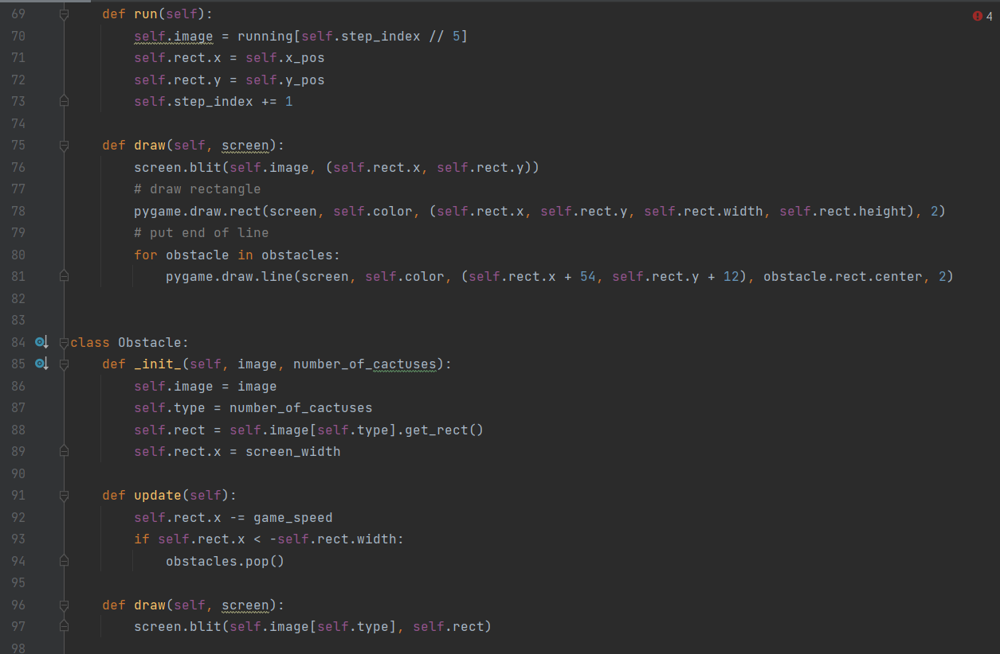 69 def run(self):
4
70 self.image = running[self.step_index // 5]
71 self.rect.x = self.x_pos
72 self.rect.y = self.y_pos
73 self.step_index += 1
74
75 def draw(self, screen):
76 screen.blit(self.image, (self.rect.x, self.rect.y))
77 # draw rectangle
78 pygame.draw.rect(screen, self.color, (self.rect.x, self.rect.y, self.rect.width, self.rect.height), 2)
79 # put end of line
80 for obstacle in obstacles:
81 pygame.draw.line(screen, self.color, (self.rect.x + 54, self.rect.y + 12), obstacle.rect.center, 2)
82
83
84 class Obstacle:
85 def _init_(self, image, number_of_cactuses):
86 self.image = image
87 self.type = number_of_cactuses
88 self.rect = self.image[self.type].get_rect()
89 self.rect.x = screen_width
90
91 def update(self):
92 self.rect.x -= game_speed
93 if self.rect.x < -self.rect.width:
94 obstacles.pop()
95
96 def draw(self, screen):
97 screen.blit(self.image[self.type], self.rect)
98